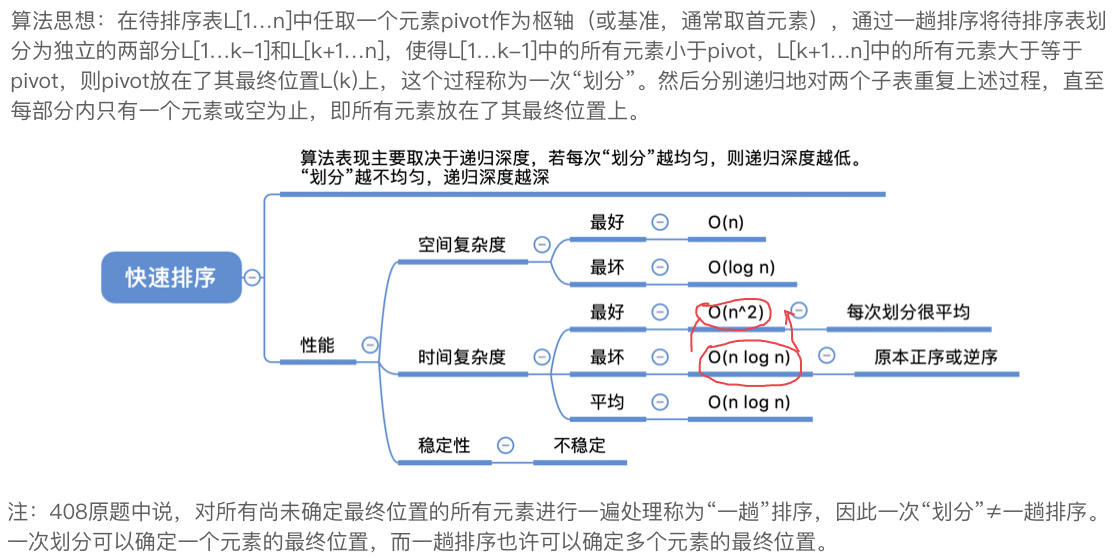 算法思想：在待排序表L[1…n]中任取一个元素pivot作为枢轴（或基准，通常取首元素），通过一趟排序将待排序表划
分为独立的两部分L[1…k−1]和L[k+1…n]，使得L[1…k−1]中的所有元素小于pivot，L[k+1…n]中的所有元素大于等于
pivot，则pivot放在了其最终位置L(k)上，这个过程称为一次“划分”。然后分别递归地对两个子表重复上述过程，直至
每部分内只有一个元素或空为止，即所有元素放在了其最终位置上。
算法表现主要取决于递归深度，若每次“划分”越均匀，则递归深度越低。
“划分”越不均匀，递归深度越深
快速排序
性能
空间复杂度
最好
O(n)
最坏
O(log n)
时间复杂度
最好
O(n^2)
每次划分很平均
最坏
O(n log n)
原本正序或逆序
平均
O(n log n)
稳定性
不稳定
注：408原题中说，对所有尚未确定最终位置的所有元素进行一遍处理称为“一趟”排序，因此一次“划分”≠一趟排序。
一次划分可以确定一个元素的最终位置，而一趟排序也许可以确定多个元素的最终位置。